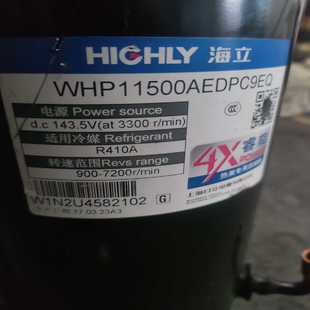 HIGHLY 海立
WHP11500AEDPC9EQ
电源 Power source
d.c 143.5V(at 3300 r/min)
适用冷媒 Refrigerant
R410A
转速范围 Revs range
900-7200r/min
4X
W1N2U4582102 G